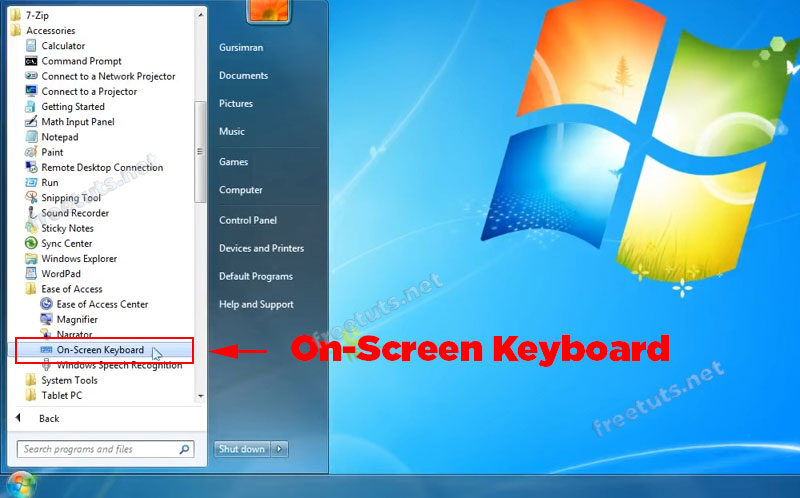 7-Zip
Accessories
Calculator
Command Prompt
Connect to a Network Projector
Connect to a Projector
Getting Started
Math Input Panel
Notepad
Paint
Remote Desktop Connection
Run
Snipping Tool
Sound Recorder
Sticky Notes
Sync Center
Windows Explorer
WordPad
Ease of Access
Ease of Access Center
Magnifier
Narrator
On-Screen Keyboard
Windows Speech Recognition
System Tools
Tablet PC
Back
Search programs and files
Gursimran
Documents
Pictures
Music
Games
Computer
Control Panel
Devices and Printers
Default Programs
Help and Support
Shut down
On-Screen Keyboard
freetuts.net
freetuts.net
freetuts.net